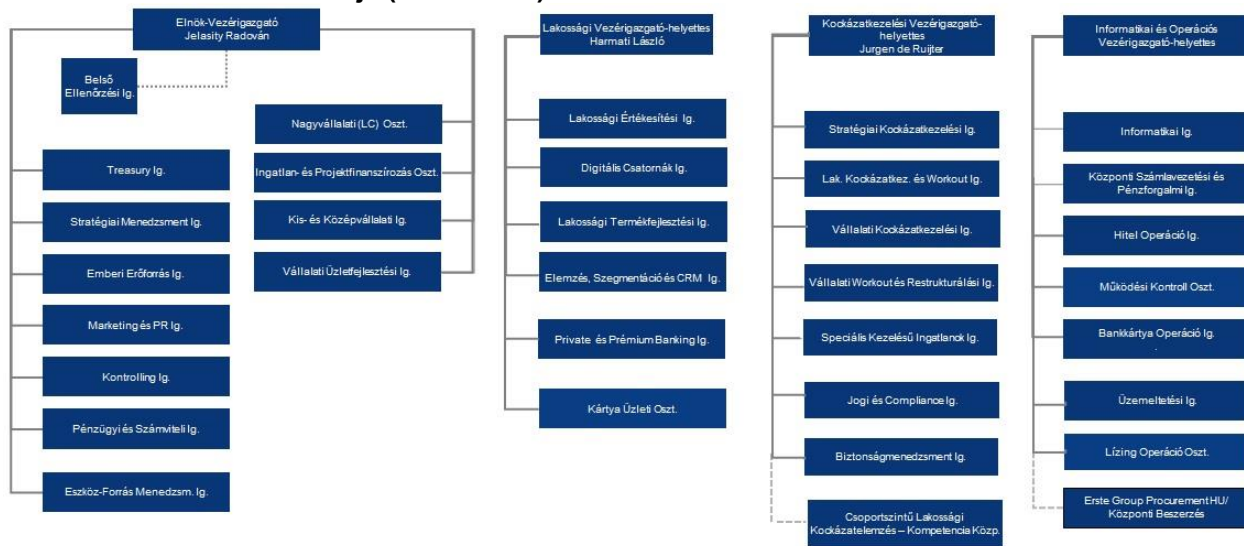 Elnök-Vezérigazgató
Jelasity Radován
Belső
Ellenőrzési Ig.
Treasury Ig.
Stratégiai Menedzsment Ig.
Emberi Erőforrás Ig.
Marketing és PR Ig.
Kontrolling Ig.
Pénzügyi és Számviteli Ig.
Eszköz-Forrás Menedzsm. Ig.
Nagyvállalati (LC) Oszt.
Ingatlan- és Projektfinanszírozás Oszt.
Kis- és Középvállalati Ig.
Vállalati Üzletfejlesztési Ig.
Lakossági Vezérigazgató-helyettes
Harmati László
Lakossági Értékesítési Ig.
Digitális Csatornák Ig.
Lakossági Termékfejlesztési Ig.
Elemzés, Szegmentáció és CRM Ig.
Private és Prémium Banking Ig.
Kártya Üzleti Oszt.
Kockázatkezelési Vezérigazgató-
helyettes
Jurgen de Ruijter
Stratégiai Kockázatkezelési Ig.
Lak. Kockázatkez. és Workout Ig.
Vállalati Kockázatkezelési Ig.
Vállalati Workout és Restrukturálási Ig.
Speciális Kezelésű Ingatlanok Ig.
Jogi és Compliance Ig.
Biztonságmenedzsment Ig.
Csoportszintű Lakossági
Kockázatelemzés – Kompetencia Közp.
Informatikai és Operációs
Vezérigazgató-helyettes
Informatikai Ig.
Központi Számlavezetési és
Pénzforgalmi Ig.
Hitel Operáció Ig.
Működési Kontroll Oszt.
Bankkártya Operáció Ig.
.
Üzemeltetési Ig.
Lízing Operáció Oszt.
Erste Group Procurement HU/
Központi Beszerzés